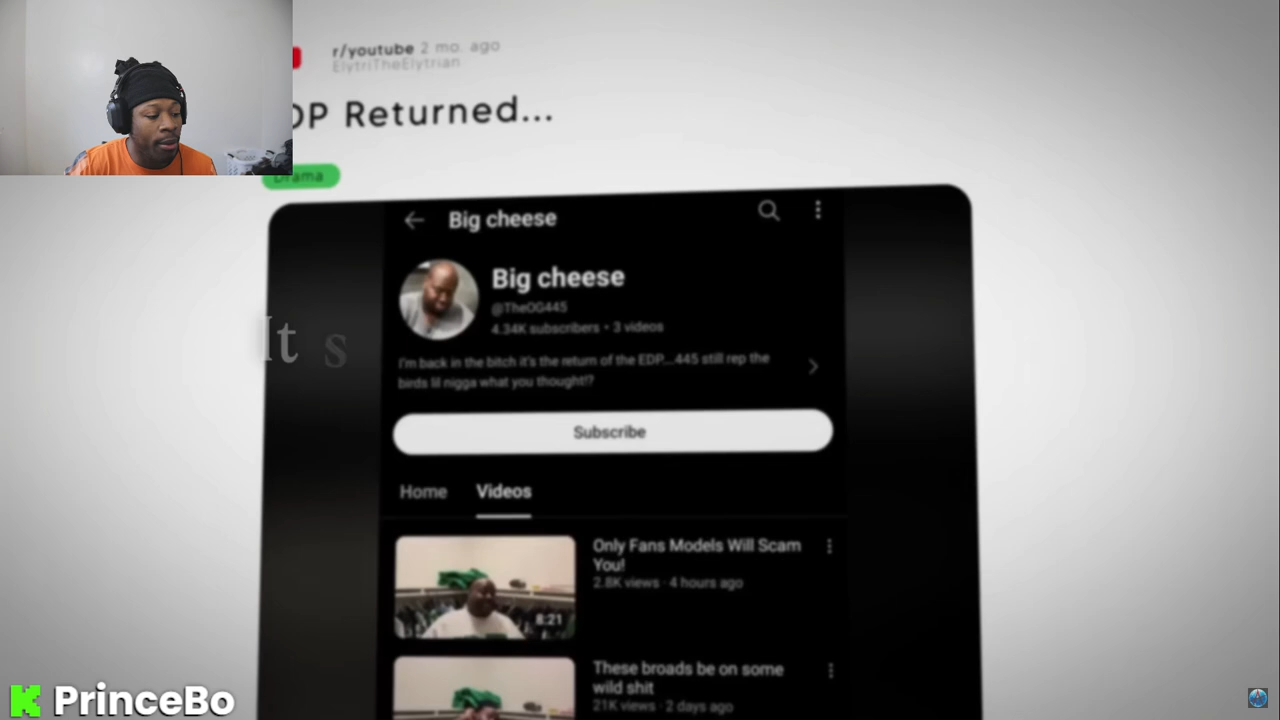 r/youtube 2 mo. ago
ElytriTheElytrian
DP Returned...
Drama
Big cheese
Big cheese
@TheOG445
4.34K subscribers • 3 videos
I'm back in the bitch it's the return of the EDP....445 still rep the
birds lil nigga what you thought!?
It s
Subscribe
Home Videos
Only Fans Models Will Scam
You!
2.8K views · 4 hours ago
8:21
These broads be on some
wild shit
21K views · 2 days ago
K PrinceBo